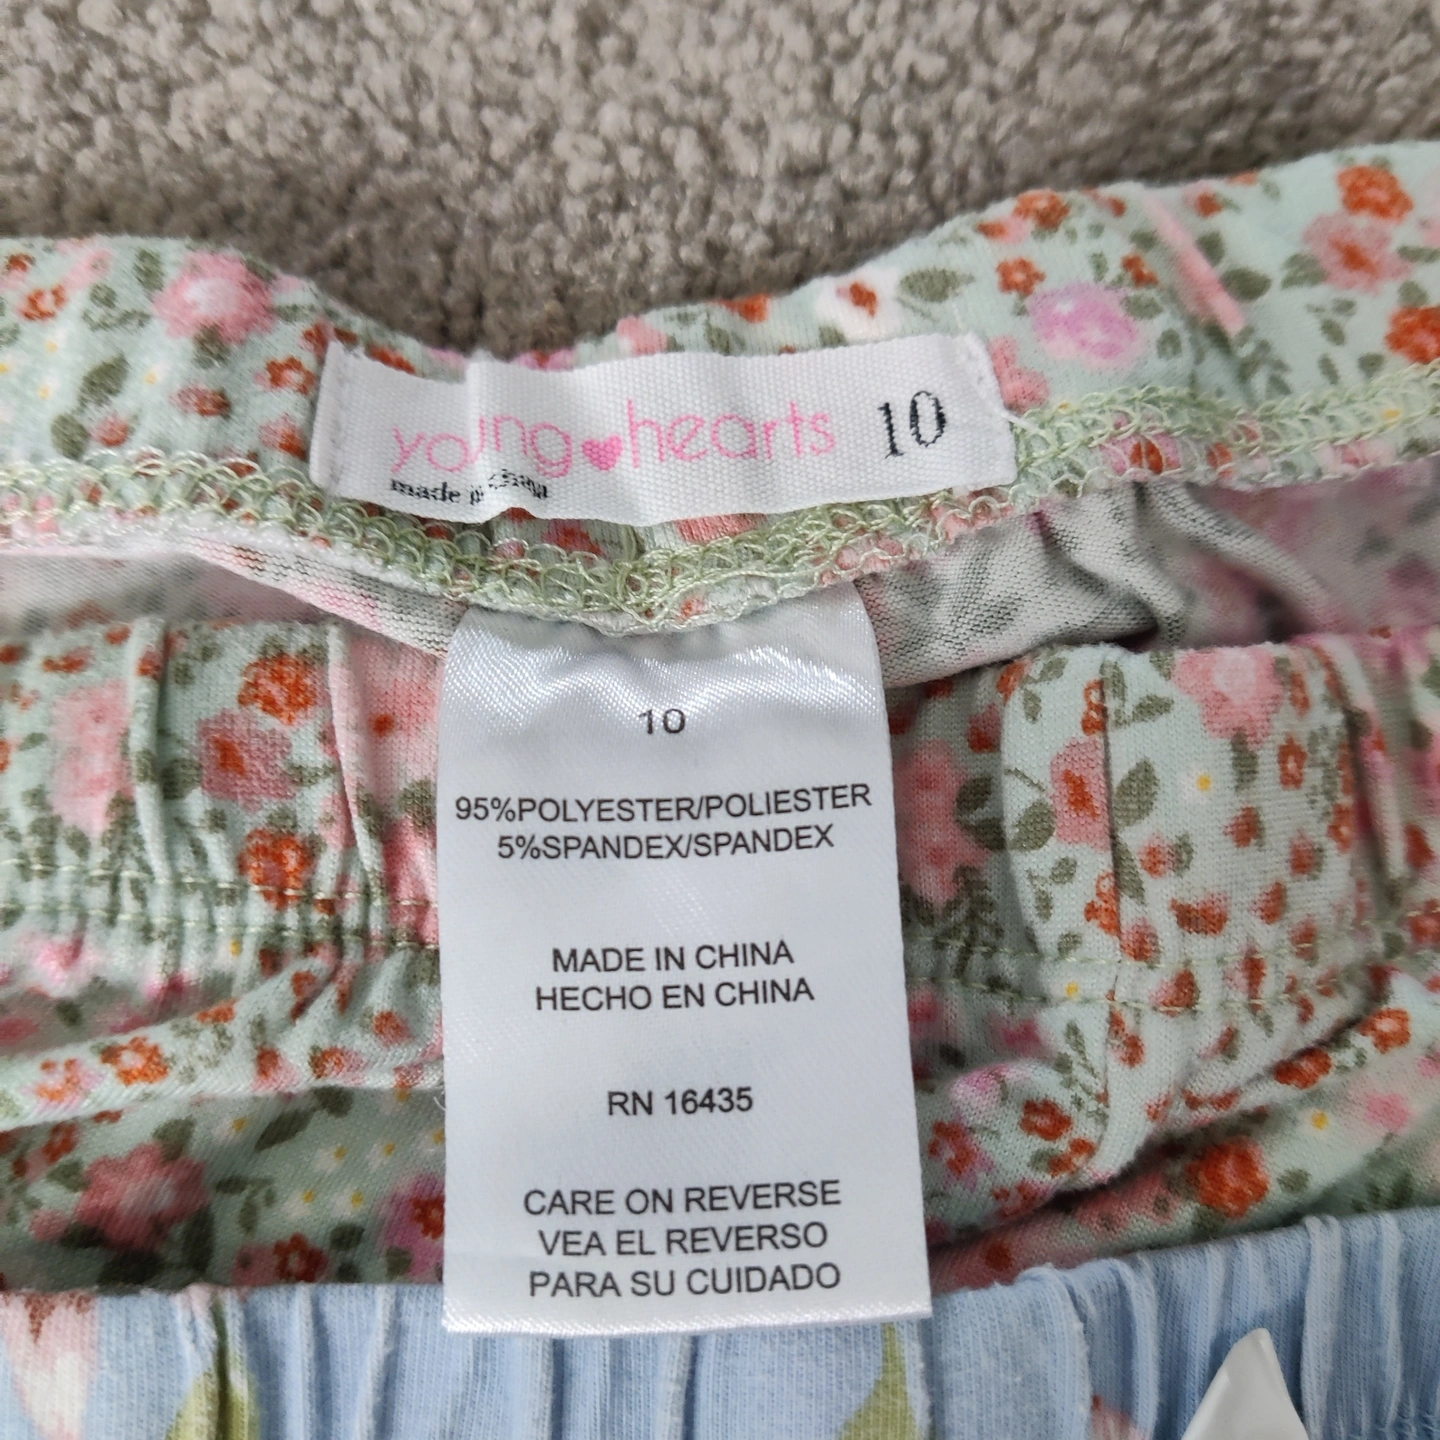 young♥hearts 10
made in china
10
95%POLYESTER/POLIESTER
5%SPANDEX/SPANDEX
MADE IN CHINA
HECHO EN CHINA
RN 16435
CARE ON REVERSE
VEA EL REVERSO
PARA SU CUIDADO